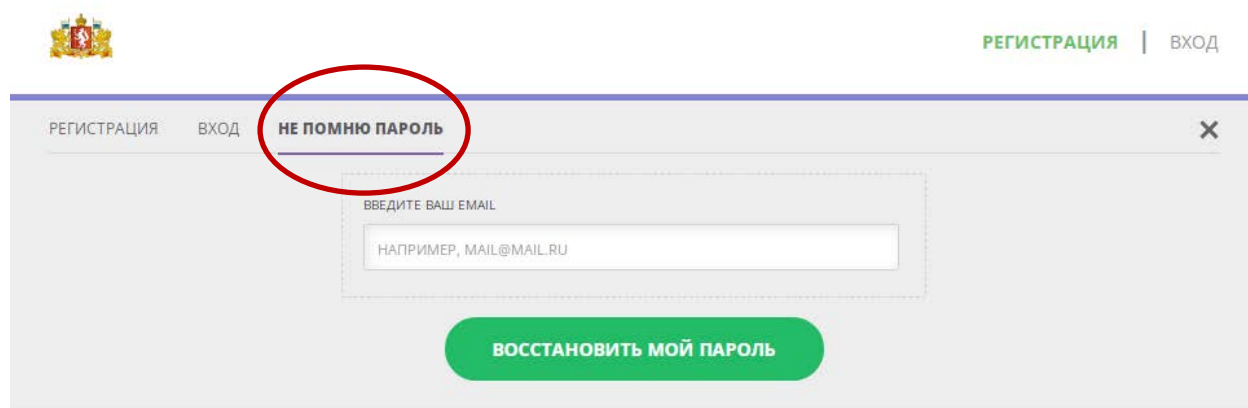 РЕГИСТРАЦИЯ | ВХОД
РЕГИСТРАЦИЯ ВХОД НЕ ПОМНЮ ПАРОЛЬ ×
ВВЕДИТЕ ВАШ EMAIL
НАПРИМЕР, MAIL@MAIL.RU
ВОССТАНОВИТЬ МОЙ ПАРОЛЬ